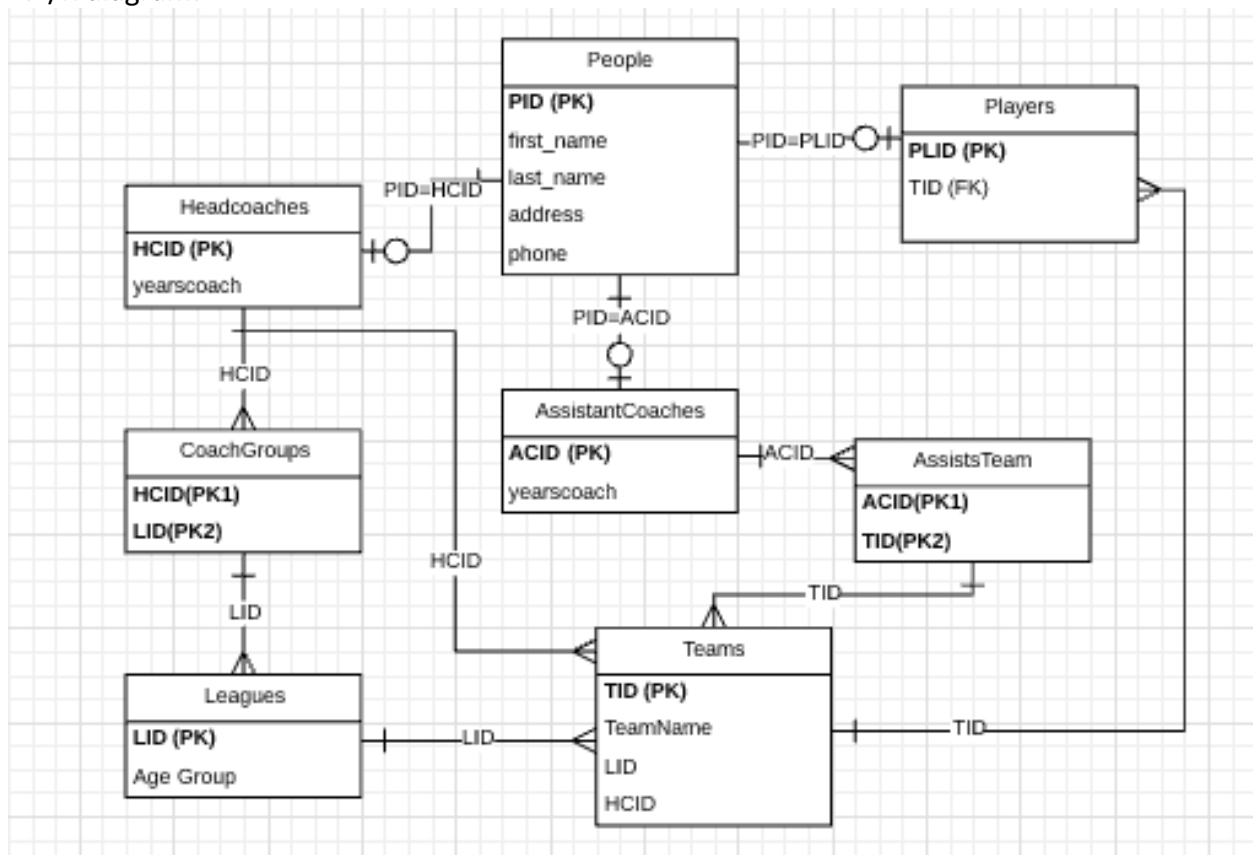 People
PID (PK)
first_name
last_name
address
phone
PID=PLID
Players
PLID (PK)
TID (FK)
PID=HCID
Headcoaches
HCID (PK)
yearscoach
PID=ACID
HCID
AssistantCoaches
ACID (PK)
yearscoach
ACID
AssistsTeam
ACID(PK1)
TID(PK2)
CoachGroups
HCID(PK1)
LID(PK2)
HCID
TID
LID
Teams
TID (PK)
TeamName
LID
HCID
TID
Leagues
LID (PK)
Age Group
LID